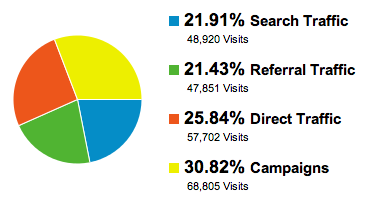 21.91% Search Traffic
48,920 Visits
21.43% Referral Traffic
47,851 Visits
25.84% Direct Traffic
57,702 Visits
30.82% Campaigns
68,805 Visits